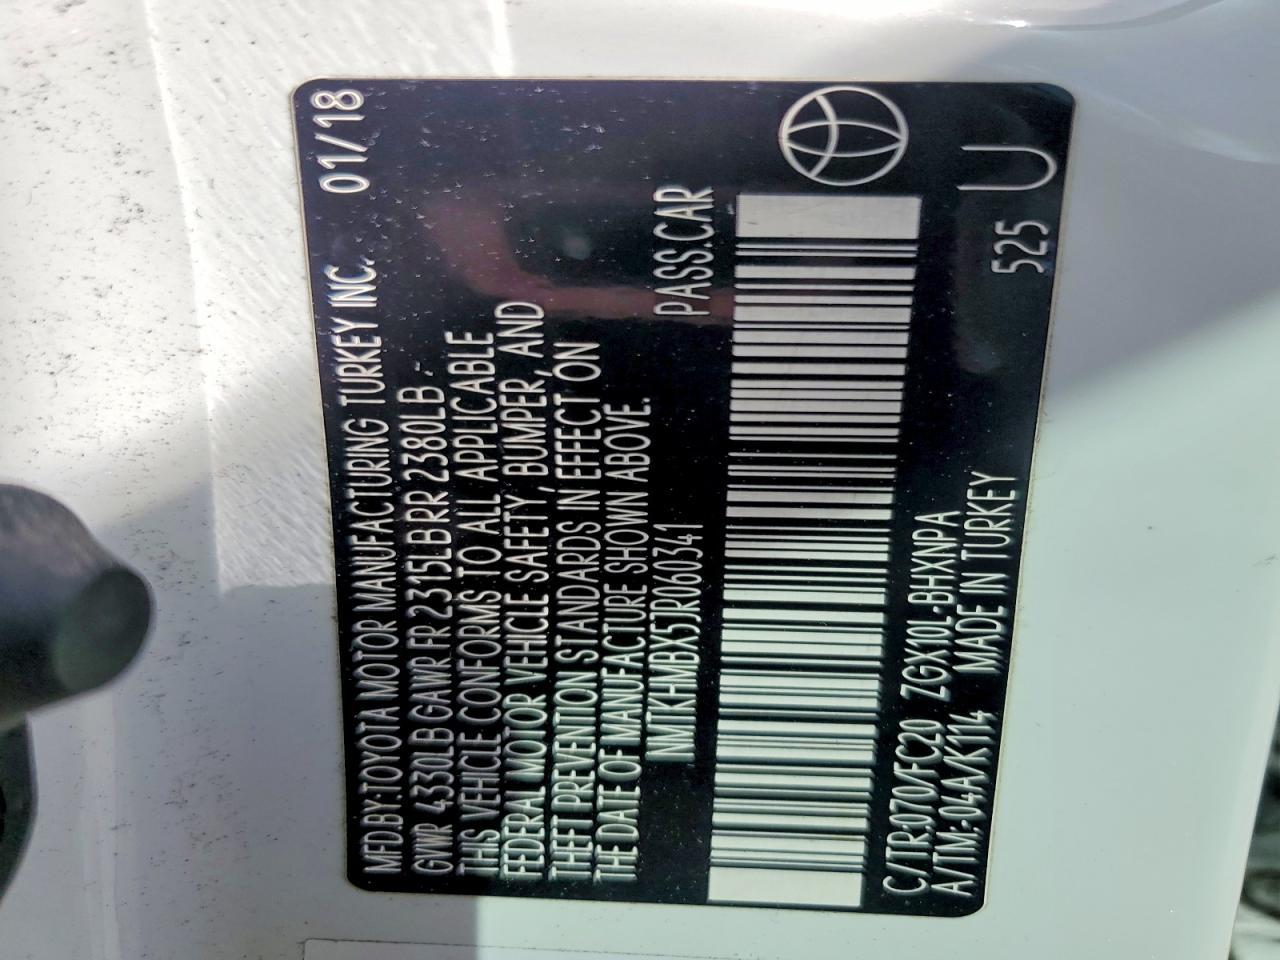 MFD.BY:TOYOTA MOTOR MANUFACTURING TURKEY INC. 01/18
GVWR 4330LB GAWR FR 2315LB RR 2380LB
THIS VEHICLE CONFORMS TO ALL APPLICABLE
FEDERAL MOTOR VEHICLE SAFETY, BUMPER, AND
THEFT PREVENTION STANDARDS IN EFFECT ON
THE DATE OF MANUFACTURE SHOWN ABOVE.
NMTKHMBX5JR060341 PASS.CAR
C/TR:070/FC20 ZGX10L-BHXNPA
A/TM:-04A/K114 MADE IN TURKEY 525 U